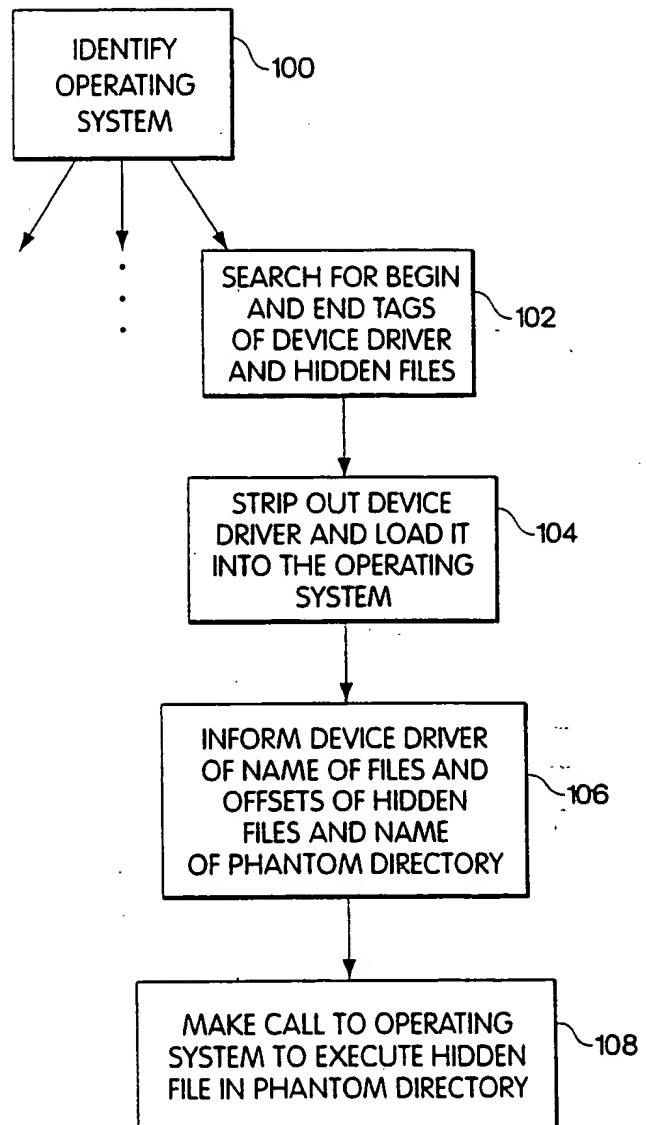 IDENTIFY
OPERATING
SYSTEM
100
SEARCH FOR BEGIN
AND END TAGS
OF DEVICE DRIVER
AND HIDDEN FILES
102
STRIP OUT DEVICE
DRIVER AND LOAD IT
INTO THE OPERATING
SYSTEM
104
INFORM DEVICE DRIVER
OF NAME OF FILES AND
OFFSETS OF HIDDEN
FILES AND NAME
OF PHANTOM DIRECTORY
106
MAKE CALL TO OPERATING
SYSTEM TO EXECUTE HIDDEN
FILE IN PHANTOM DIRECTORY
108